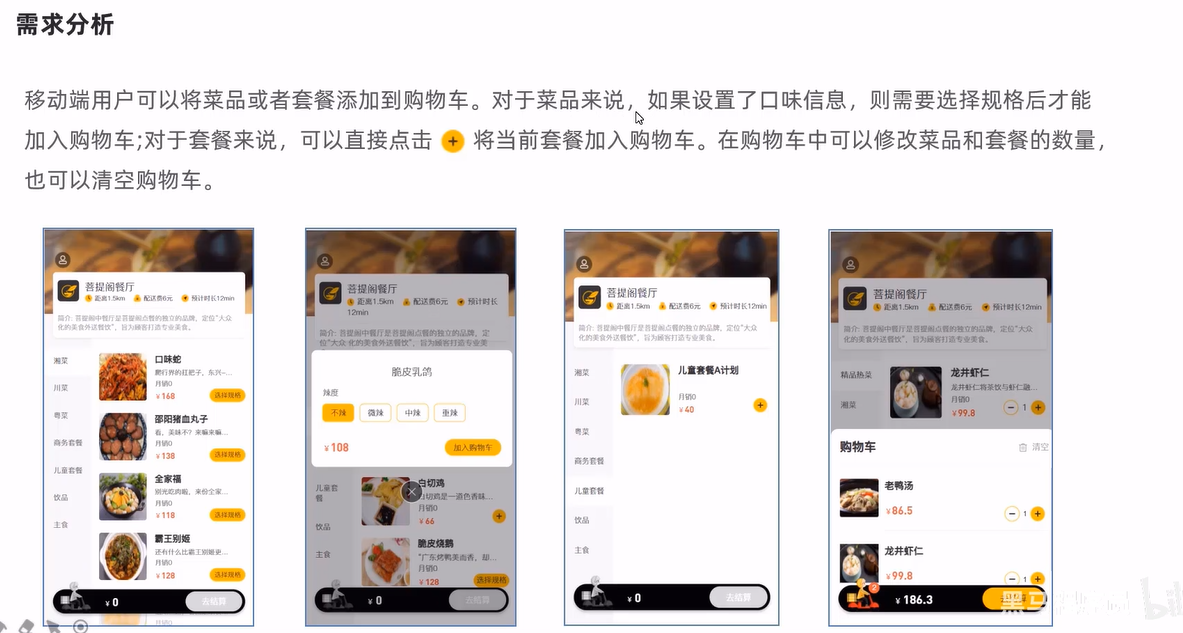 需求分析
移动端用户可以将菜品或者套餐添加到购物车。对于菜品来说，如果设置了口味信息，则需要选择规格后才能
加入购物车;对于套餐来说，可以直接点击 + 将当前套餐加入购物车。在购物车中可以修改菜品和套餐的数量，
也可以清空购物车。
菩提阁餐厅
距离1.5km 配送费6元 预计时长12min
简介: 菩提阁中餐厅是菩提阁点餐的独立的品牌，定位"大众
化的美食外送餐饮"，旨为顾客打造专业美食。
湘菜
川菜
粤菜
商务套餐
儿童套餐
饮品
主食
口味蛇
爬行界的扛把子，东兴-...
月销0
¥168
选择规格
邵阳猪血丸子
看，美味不？来嘛来嘛...
月销0
¥138
选择规格
全家福
别光吃肉啦，来份全家...
月销0
¥118
选择规格
霸王别姬
还有什么比霸王别姬更...
月销0
¥128
选择规格
月销0
¥ 0
去结算
菩提阁餐厅
距离1.5km 配送费6元 预计时长
12min
简介: 菩提阁中餐厅是菩提阁点餐的独立的品牌，定
位"大众 化的美食外送餐饮"，旨为顾客打造专业美
脆皮乳鸽
辣度
不辣 微辣 中辣 重辣
¥108
加入购物车
儿童套
餐
饮品
主食
白切鸡
白切鸡是一道色香味...
月销0
¥66
脆皮烧鹅
"广东烤鸭美而香，却...
月销0
¥128
选择规格
¥ 0
去结算
菩提阁餐厅
距离1.5km 配送费6元 预计时长12min
简介: 菩提阁中餐厅是菩提阁点餐的独立的品牌，定位"大众
化的美食外送餐饮"，旨为顾客打造专业美食。
湘菜
川菜
粤菜
商务套餐
儿童套餐
饮品
主食
儿童套餐A计划
月销0
¥40
¥ 0
去结算
菩提阁餐厅
距离1.5km 配送费6元 预计时长12min
简介: 菩提阁中餐厅是菩提阁点餐的独立的品牌，定位"大众
化的美食外送餐饮"，旨为顾客打造专业美食。
精品热菜
湘菜
龙井虾仁
龙井虾仁将茶饮与虾仁融...
月销0
¥99.8
1
购物车
清空
老鸭汤
¥86.5
1
龙井虾仁
¥99.8
1
¥ 186.3